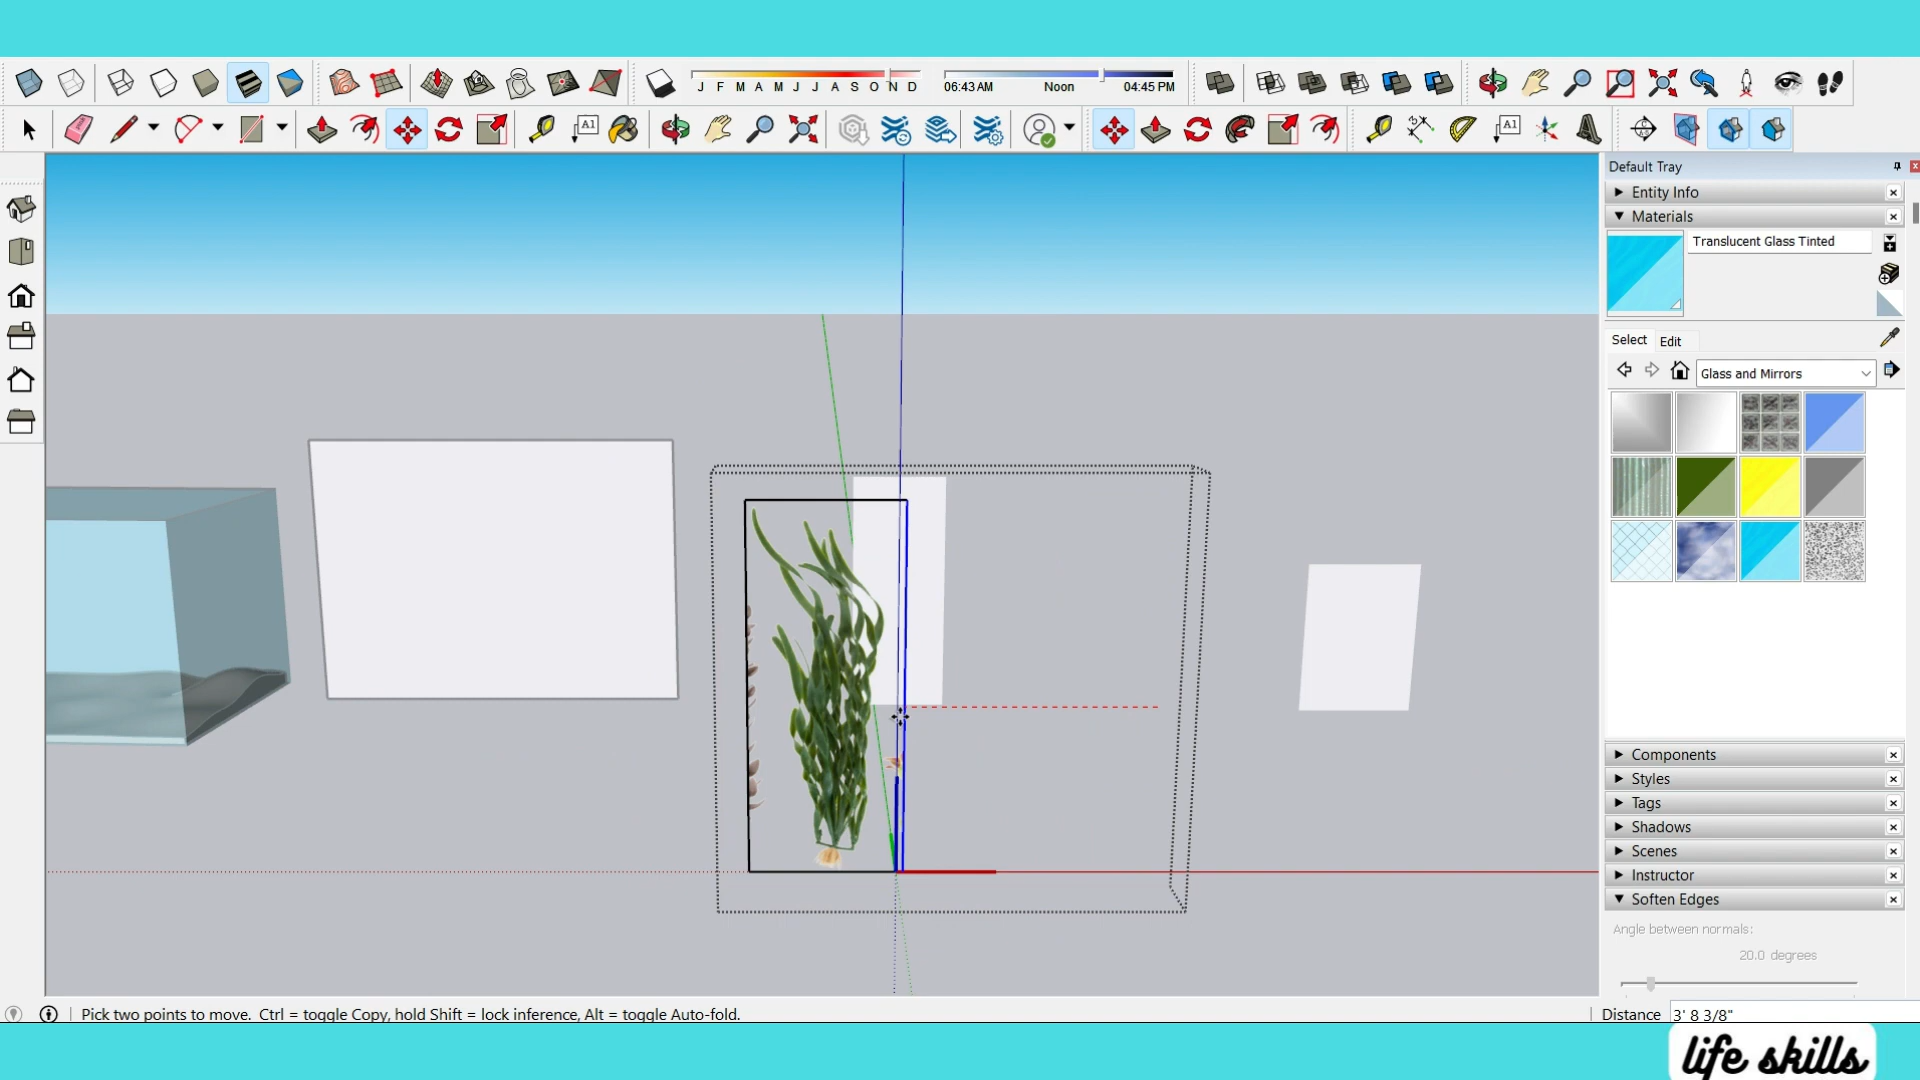 J F M A M J J A S O N D
06:43 AM Noon 04:45 PM
A1
A1
Default Tray
Entity Info
Materials
Translucent Glass Tinted
Select Edit
Glass and Mirrors
Components
Styles
Tags
Shadows
Scenes
Instructor
Soften Edges
Angle between normals:
20.0 degrees
Pick two points to move. Ctrl = toggle Copy, hold Shift = lock inference, Alt = toggle Auto-fold.
Distance 3' 8 3/8"
life skills